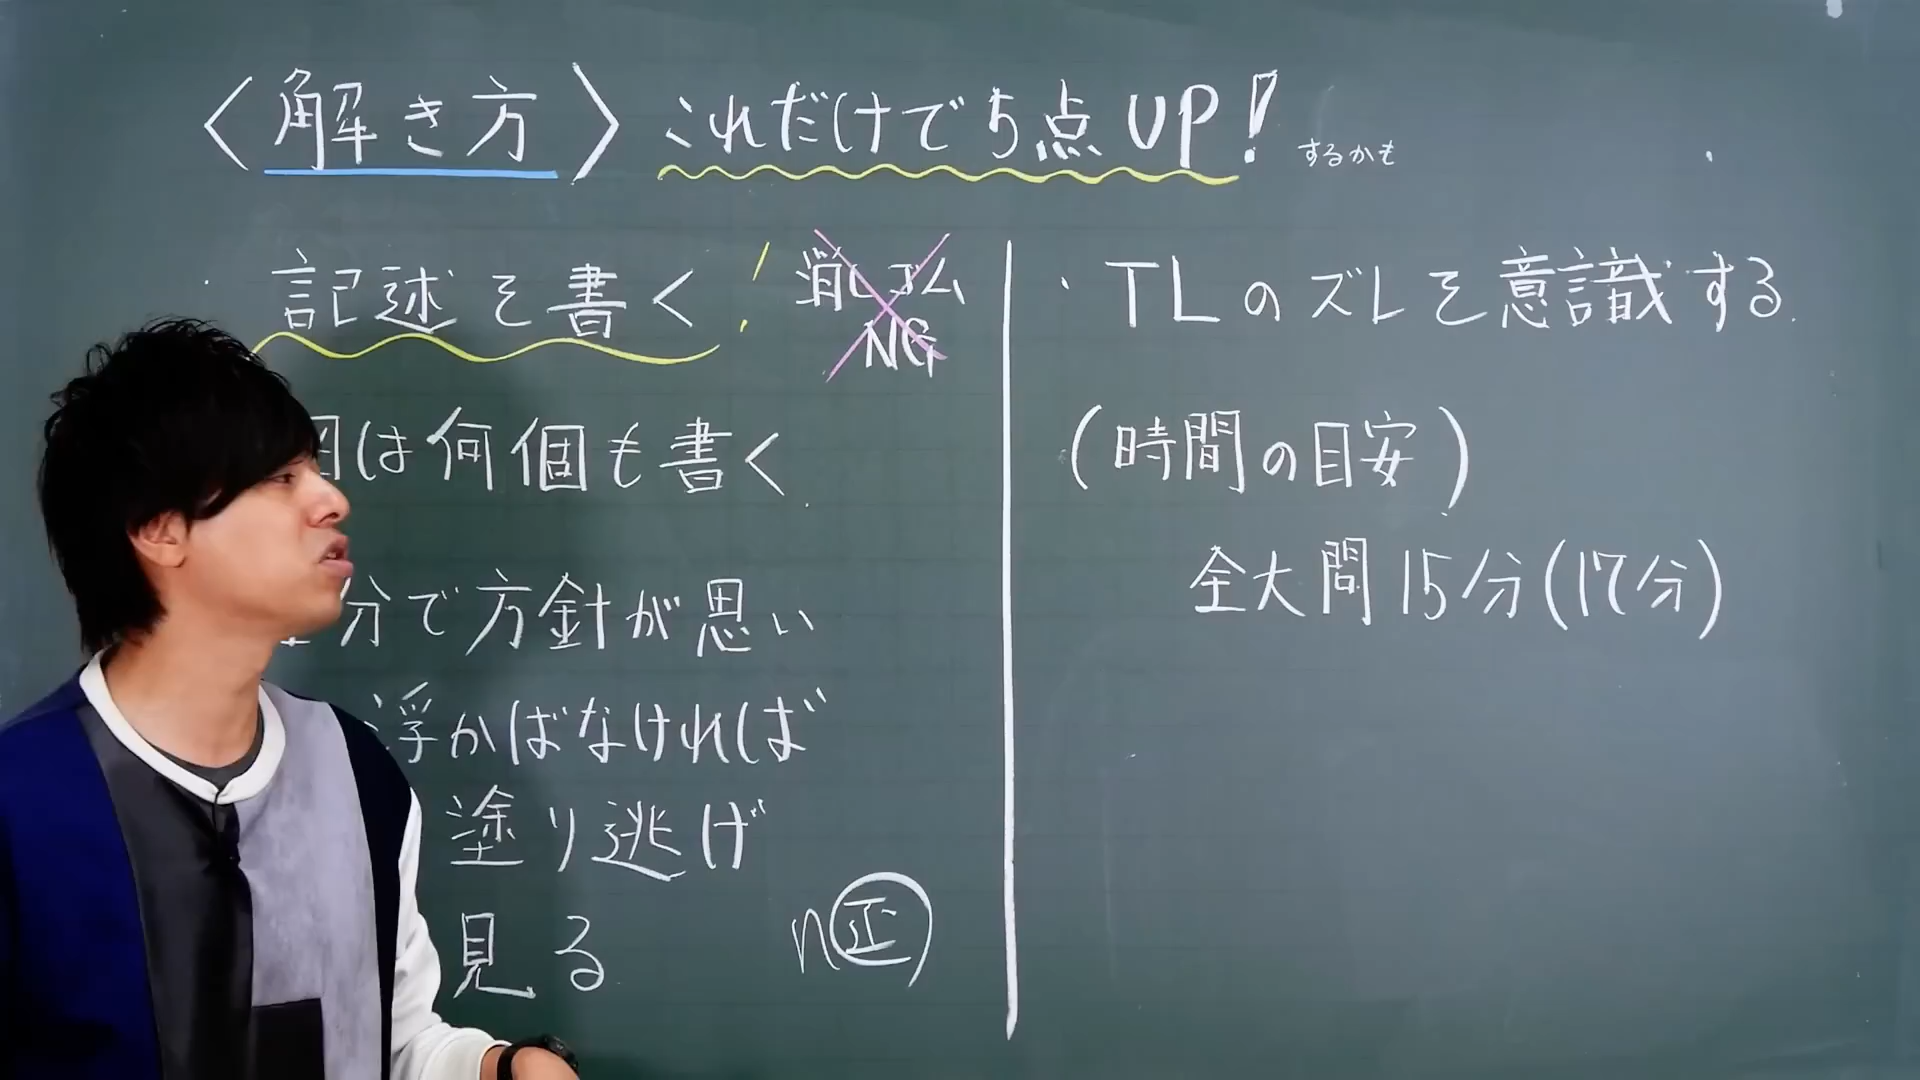 〈解き方〉これだけで5点UP! するかも
・記述を書く! 消しゴム
NG
図は何個も書く
分で方針が思い
浮かばなければ
塗り逃げ
見る
・TLのズレを意識する
(時間の目安)
全大問15分(17分)